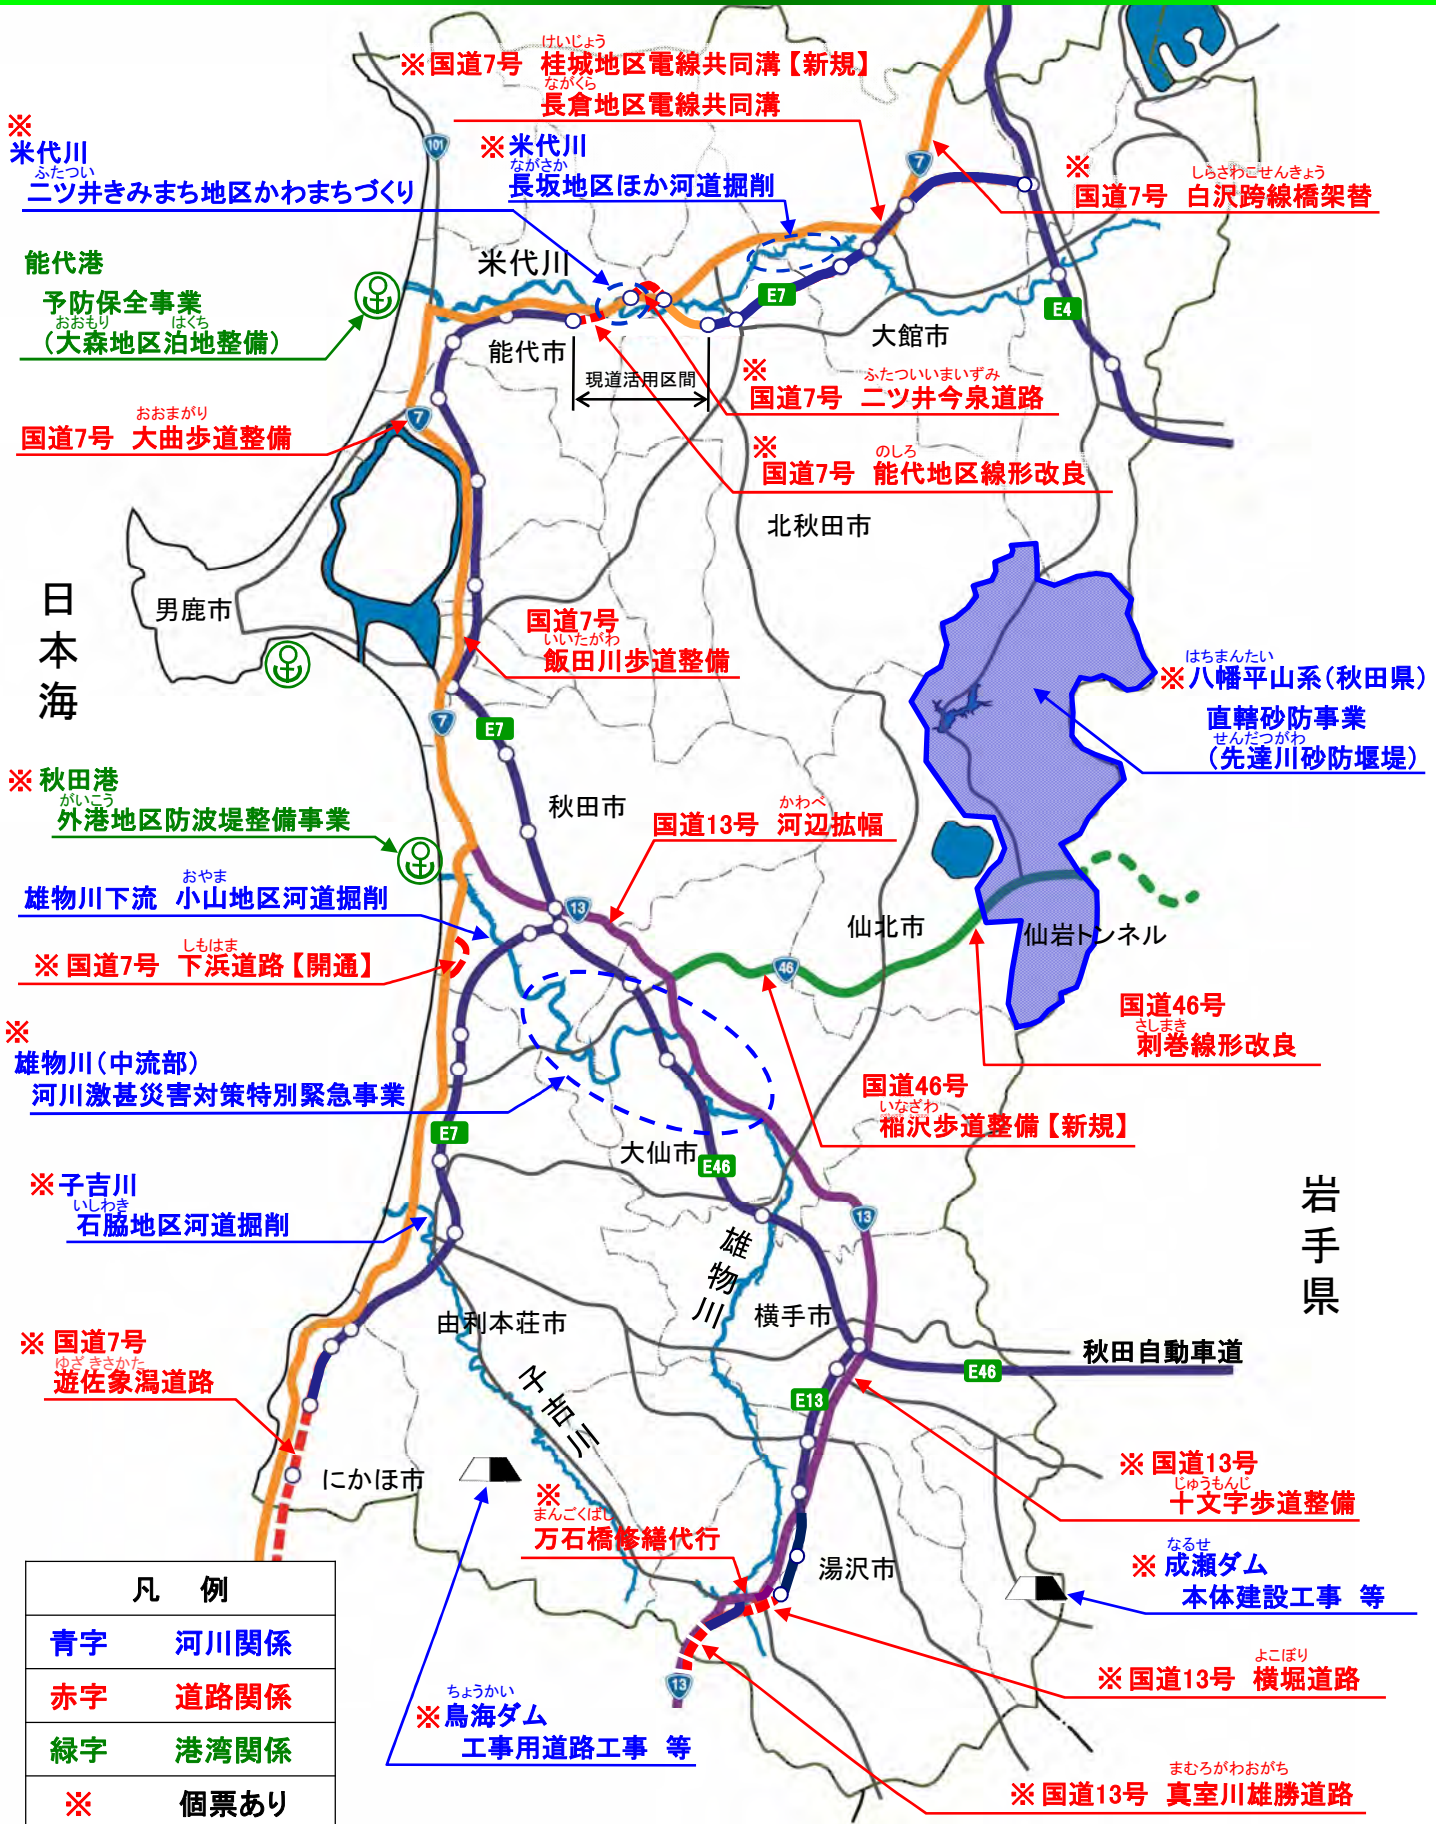 けいじょう
※国道7号 桂城地区電線共同溝【新規】
ながくら
長倉地区電線共同溝
※
米代川
ふたつい
二ツ井きみまち地区かわまちづくり
101
※米代川
ながさか
長坂地区ほか河道掘削
7
※
しらさわこせんきょう
国道7号 白沢跨線橋架替
能代港
予防保全事業
おおもり はくち
(大森地区泊地整備)
米代川
E7
E4
大館市
能代市
現道活用区間
※
ふたついいまいずみ
国道7号 二ツ井今泉道路
おおまがり
国道7号 大曲歩道整備
7
※
のしろ
国道7号 能代地区線形改良
北秋田市
日本海
男鹿市
国道7号
いいたがわ
飯田川歩道整備
はちまんたい
※八幡平山系(秋田県)
直轄砂防事業
せんだつがわ
(先達川砂防堰堤)
7
E7
※秋田港
がいこう
外港地区防波堤整備事業
秋田市
かわべ
国道13号 河辺拡幅
おやま
雄物川下流 小山地区河道掘削
13
仙北市
仙岩トンネル
しもはま
※国道7号 下浜道路【開通】
46
国道46号
さしまき
刺巻線形改良
※
雄物川(中流部)
河川激甚災害対策特別緊急事業
国道46号
いなざわ
稲沢歩道整備【新規】
E7
大仙市
E46
※子吉川
いしわき
石脇地区河道掘削
13
岩手県
雄物川
由利本荘市
横手市
秋田自動車道
E46
※ 国道7号
ゆざ きさかた
遊佐象潟道路
子吉川
E13
にかほ市
※ 国道13号
じゅうもんじ
十文字歩道整備
※
まんごくばし
万石橋修繕代行
湯沢市
なるせ
※ 成瀬ダム
本体建設工事 等
凡 例
青字 河川関係
赤字 道路関係
緑字 港湾関係
※ 個票あり
よこぼり
※国道13号 横堀道路
13
ちょうかい
※鳥海ダム
工事用道路工事 等
まむろがわおがち
※国道13号 真室川雄勝道路